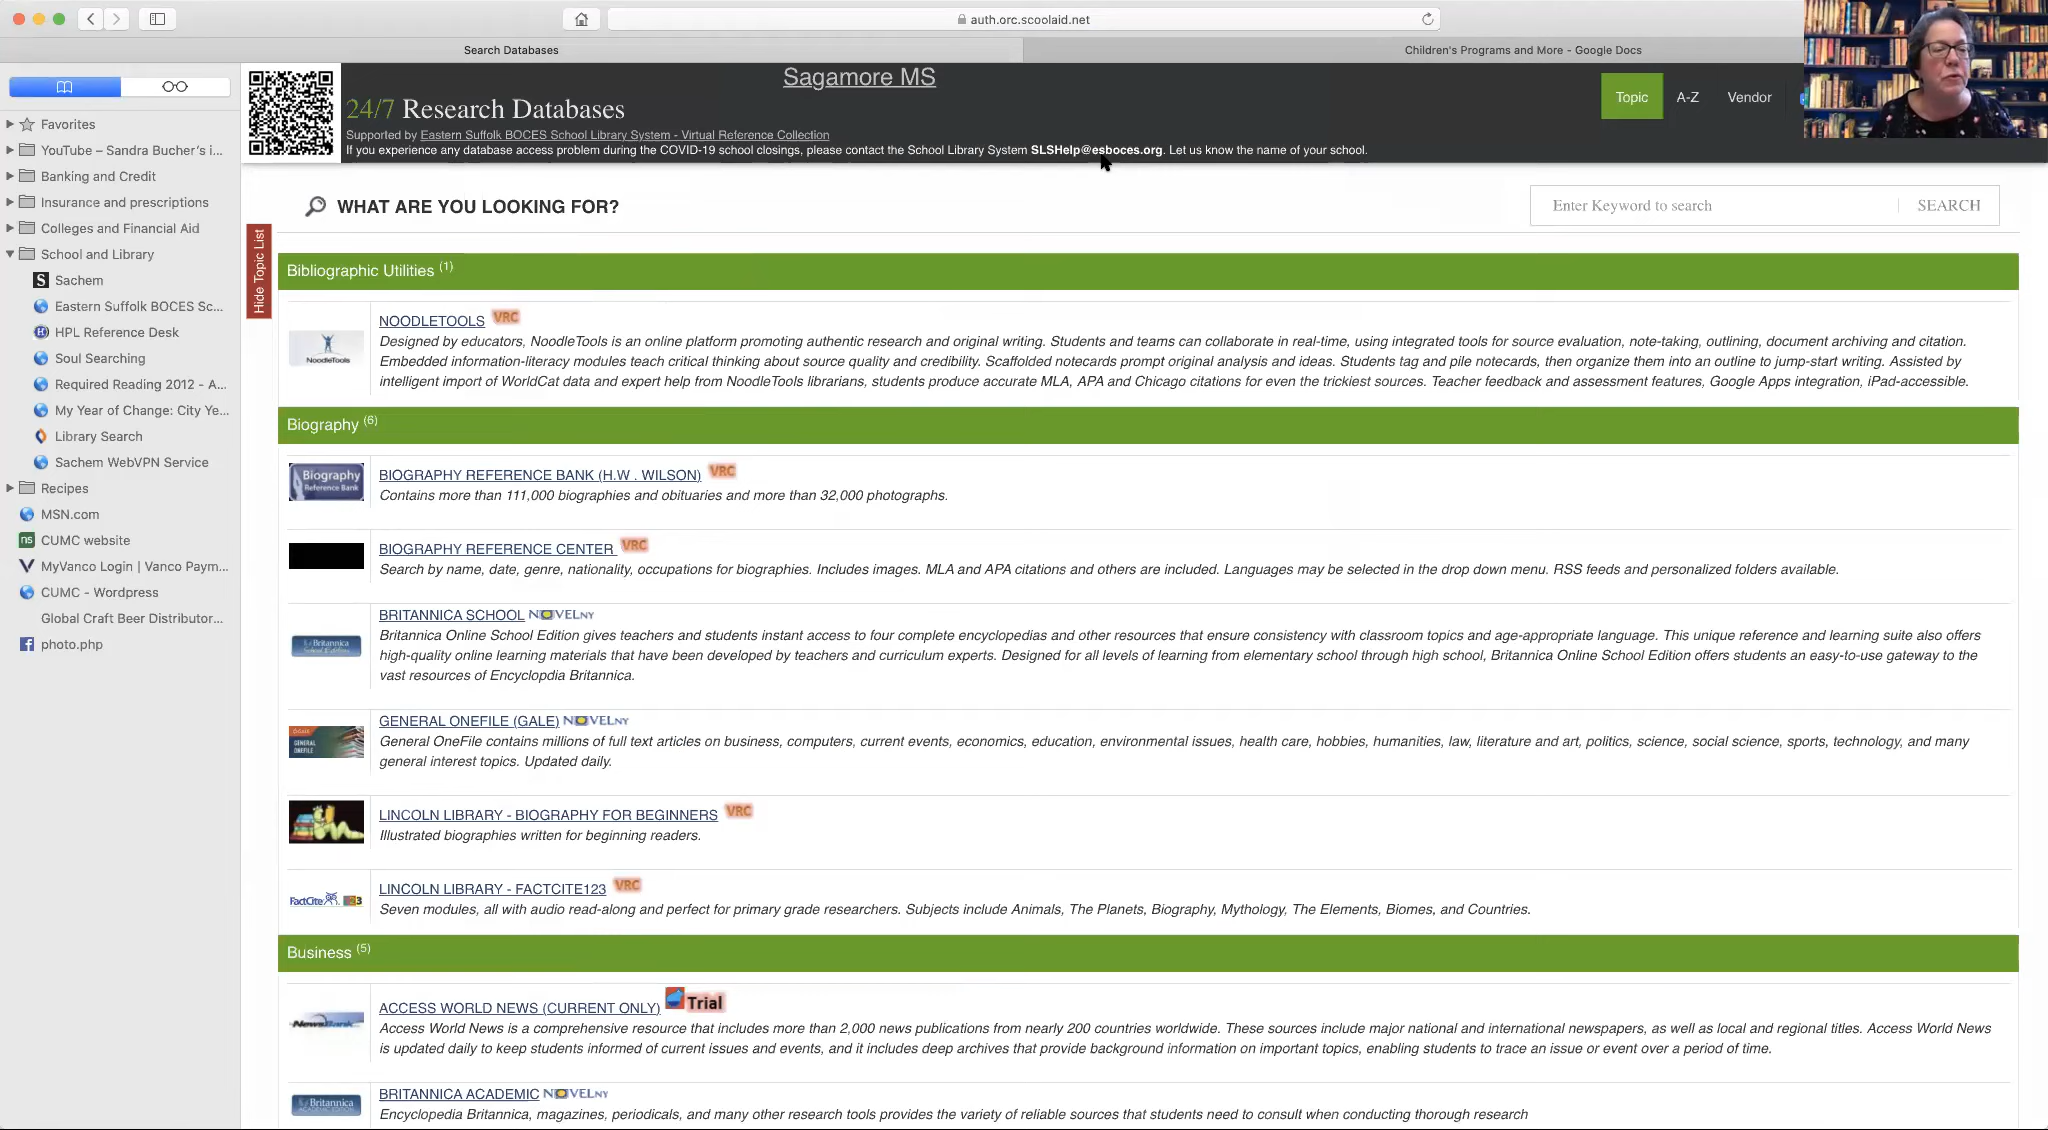 auth.orc.scoolaid.net
Search Databases
Children's Programs and More - Google Docs
Favorites
YouTube – Sandra Bucher's i...
Banking and Credit
Insurance and prescriptions
Colleges and Financial Aid
School and Library
Sachem
Eastern Suffolk BOCES Sc...
HPL Reference Desk
Soul Searching
Required Reading 2012 - A...
My Year of Change: City Ye...
Library Search
Sachem WebVPN Service
Recipes
MSN.com
CUMC website
MyVanco Login | Vanco Paym...
CUMC - Wordpress
Global Craft Beer Distributor...
photo.php
Sagamore MS
24/7 Research Databases
Supported by Eastern Suffolk BOCES School Library System - Virtual Reference Collection
If you experience any database access problem during the COVID-19 school closings, please contact the School Library System SLSHelp@esboces.org. Let us know the name of your school.
Topic A-Z Vendor
WHAT ARE YOU LOOKING FOR?
Enter Keyword to search SEARCH
Hide Topic List
Bibliographic Utilities (1)
NoodleTools
NOODLETOOLS VRC
Designed by educators, NoodleTools is an online platform promoting authentic research and original writing. Students and teams can collaborate in real-time, using integrated tools for source evaluation, note-taking, outlining, document archiving and citation.
Embedded information-literacy modules teach critical thinking about source quality and credibility. Scaffolded notecards prompt original analysis and ideas. Students tag and pile notecards, then organize them into an outline to jump-start writing. Assisted by
intelligent import of WorldCat data and expert help from NoodleTools librarians, students produce accurate MLA, APA and Chicago citations for even the trickiest sources. Teacher feedback and assessment features, Google Apps integration, iPad-accessible.
Biography (6)
Biography
Reference Bank
BIOGRAPHY REFERENCE BANK (H.W . WILSON) VRC
Contains more than 111,000 biographies and obituaries and more than 32,000 photographs.
BIOGRAPHY REFERENCE CENTER VRC
Search by name, date, genre, nationality, occupations for biographies. Includes images. MLA and APA citations and others are included. Languages may be selected in the drop down menu. RSS feeds and personalized folders available.
Britannica
School Edition
BRITANNICA SCHOOL NOVELNY
Britannica Online School Edition gives teachers and students instant access to four complete encyclopedias and other resources that ensure consistency with classroom topics and age-appropriate language. This unique reference and learning suite also offers
high-quality online learning materials that have been developed by teachers and curriculum experts. Designed for all levels of learning from elementary school through high school, Britannica Online School Edition offers students an easy-to-use gateway to the
vast resources of Encyclopdia Britannica.
GENERAL
ONEFILE
GENERAL ONEFILE (GALE) NOVELNY
General OneFile contains millions of full text articles on business, computers, current events, economics, education, environmental issues, health care, hobbies, humanities, law, literature and art, politics, science, social science, sports, technology, and many
general interest topics. Updated daily.
LINCOLN LIBRARY - BIOGRAPHY FOR BEGINNERS VRC
Illustrated biographies written for beginning readers.
FactCite 123
LINCOLN LIBRARY - FACTCITE123 VRC
Seven modules, all with audio read-along and perfect for primary grade researchers. Subjects include Animals, The Planets, Biography, Mythology, The Elements, Biomes, and Countries.
Business (5)
NewsBank
ACCESS WORLD NEWS (CURRENT ONLY) Trial
Access World News is a comprehensive resource that includes more than 2,000 news publications from nearly 200 countries worldwide. These sources include major national and international newspapers, as well as local and regional titles. Access World News
is updated daily to keep students informed of current issues and events, and it includes deep archives that provide background information on important topics, enabling students to trace an issue or event over a period of time.
Britannica
ACADEMIC EDITION
BRITANNICA ACADEMIC NOVELNY
Encyclopedia Britannica, magazines, periodicals, and many other research tools provides the variety of reliable sources that students need to consult when conducting thorough research